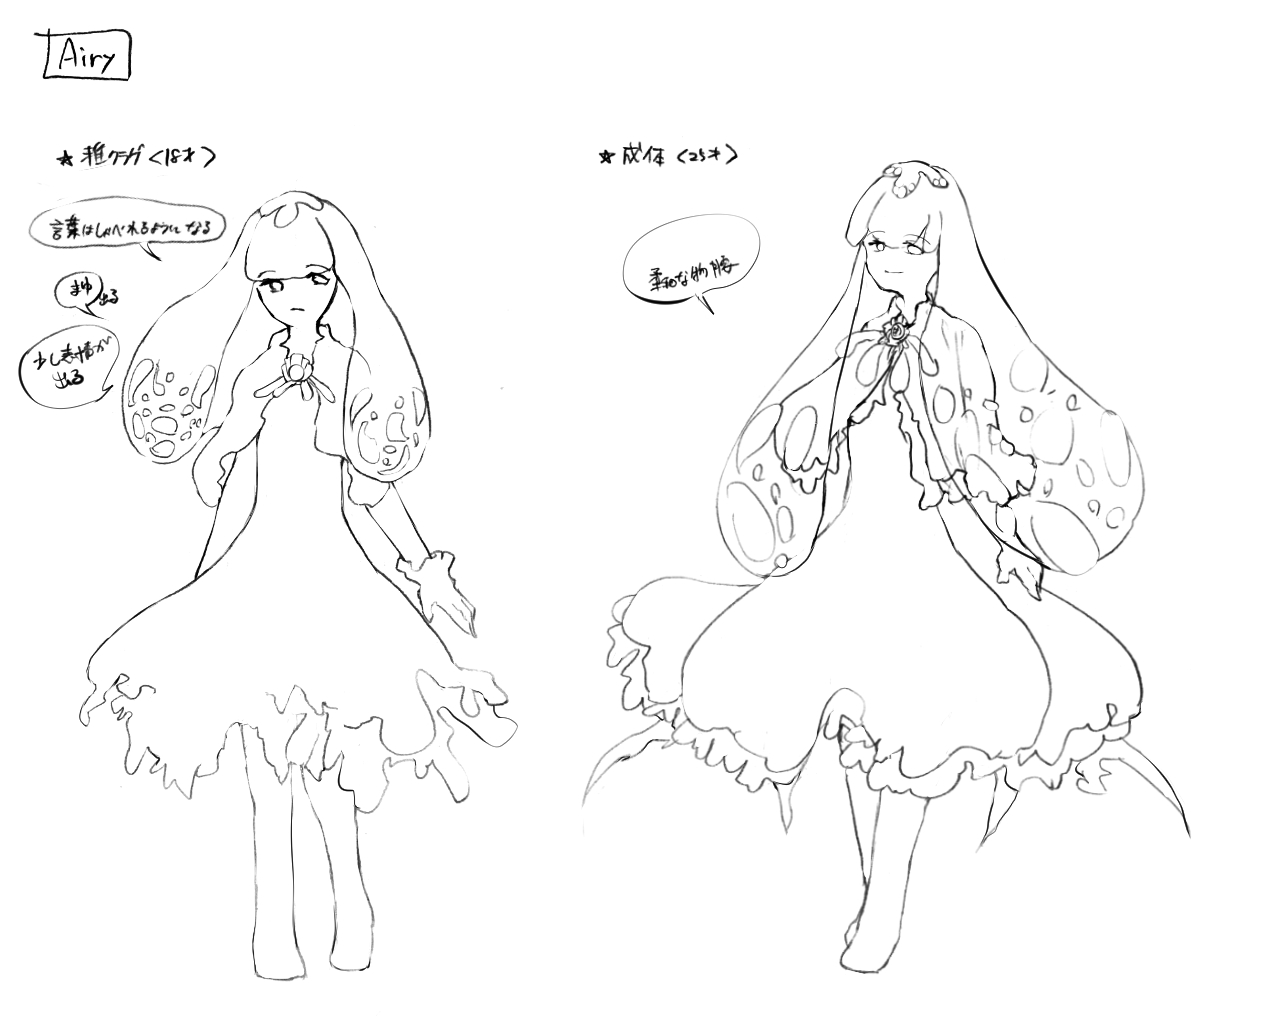 Airy
☆ 稚クラゲ〈18才〉
言葉はしゃべれるようになる
まゆ
出る
少し表情が
出る
☆ 成体〈25才〉
柔和な物腰